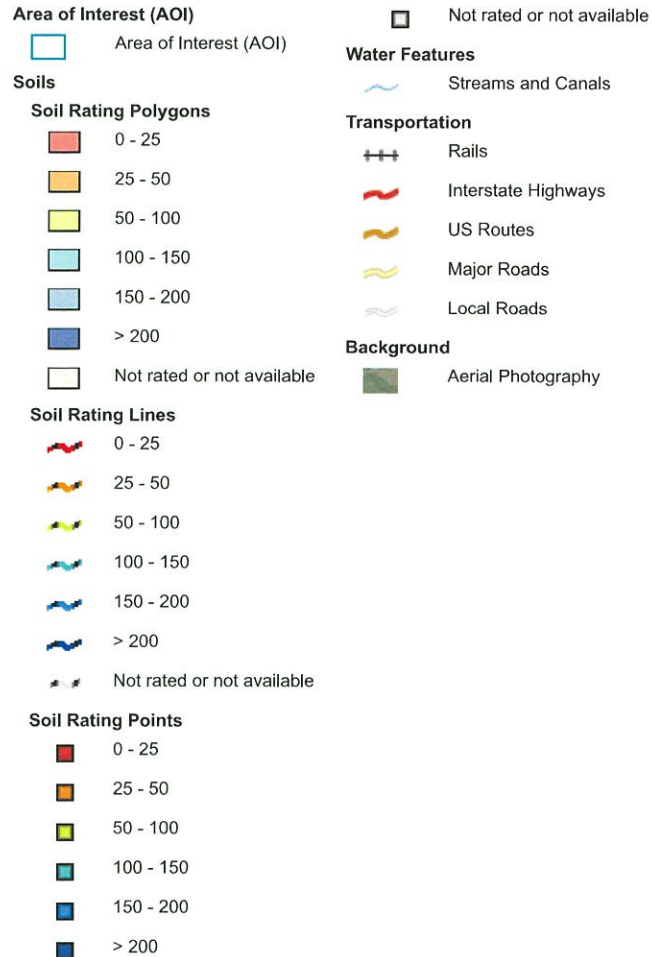 Area of Interest (AOI)
Area of Interest (AOI)
Soils
Soil Rating Polygons
0 - 25
25 - 50
50 - 100
100 - 150
150 - 200
> 200
Not rated or not available
Soil Rating Lines
0 - 25
25 - 50
50 - 100
100 - 150
150 - 200
> 200
Not rated or not available
Soil Rating Points
0 - 25
25 - 50
50 - 100
100 - 150
150 - 200
> 200
Not rated or not available
Water Features
Streams and Canals
Transportation
Rails
Interstate Highways
US Routes
Major Roads
Local Roads
Background
Aerial Photography